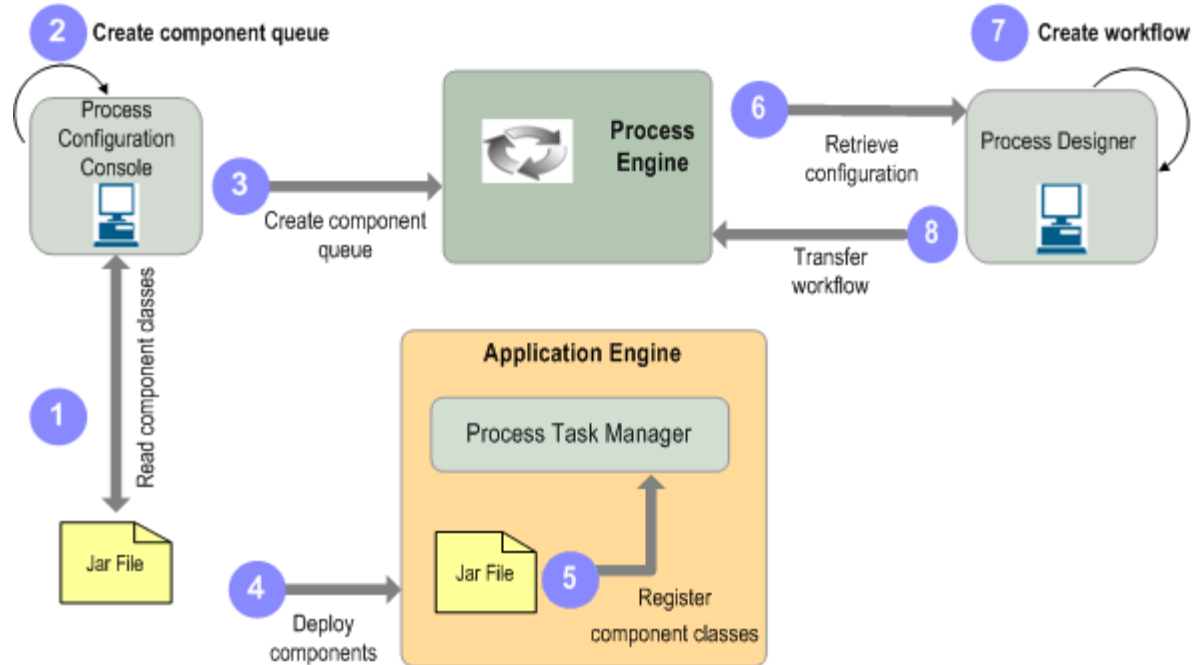 2
Create component queue
Process
Configuration
Console
3
Create component
queue
Process
Engine
6
Retrieve
configuration
7
Create workflow
Process Designer
8
Transfer
workflow
1
Read component classes
Jar File
4
Deploy
components
Application Engine
Process Task Manager
Jar File
5
Register
component classes